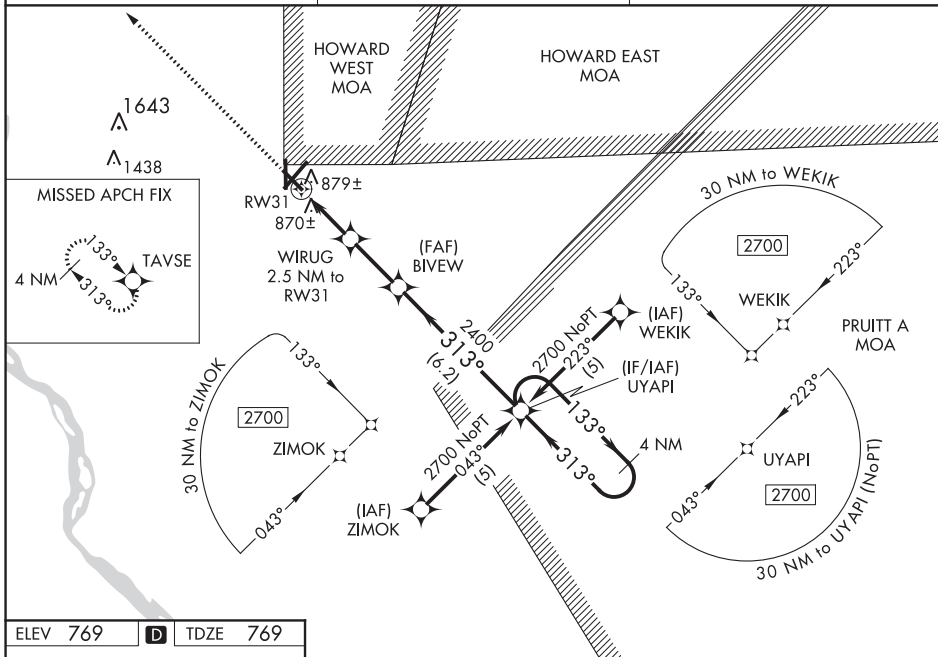 HOWARD
WEST
MOA
HOWARD EAST
MOA
1643
1438
MISSED APCH FIX
133°
TAVSE
4 NM
313°
RW31
879±
870±
WIRUG
2.5 NM to
RW31
(FAF)
BIVEW
2400
313°
(6.2)
2700 NoPT
223°
(5)
(IAF)
WEKIK
(IF/IAF)
UYAPI
133°
313°
4 NM
2700 NoPT
043°
(5)
(IAF)
ZIMOK
30 NM to WEKIK
2700
133°
223°
WEKIK
PRUITT A
MOA
30 NM to ZIMOK
133°
2700
ZIMOK
043°
223°
UYAPI
2700
043°
30 NM to UYAPI (NoPT)
ELEV 769 D TDZE 769